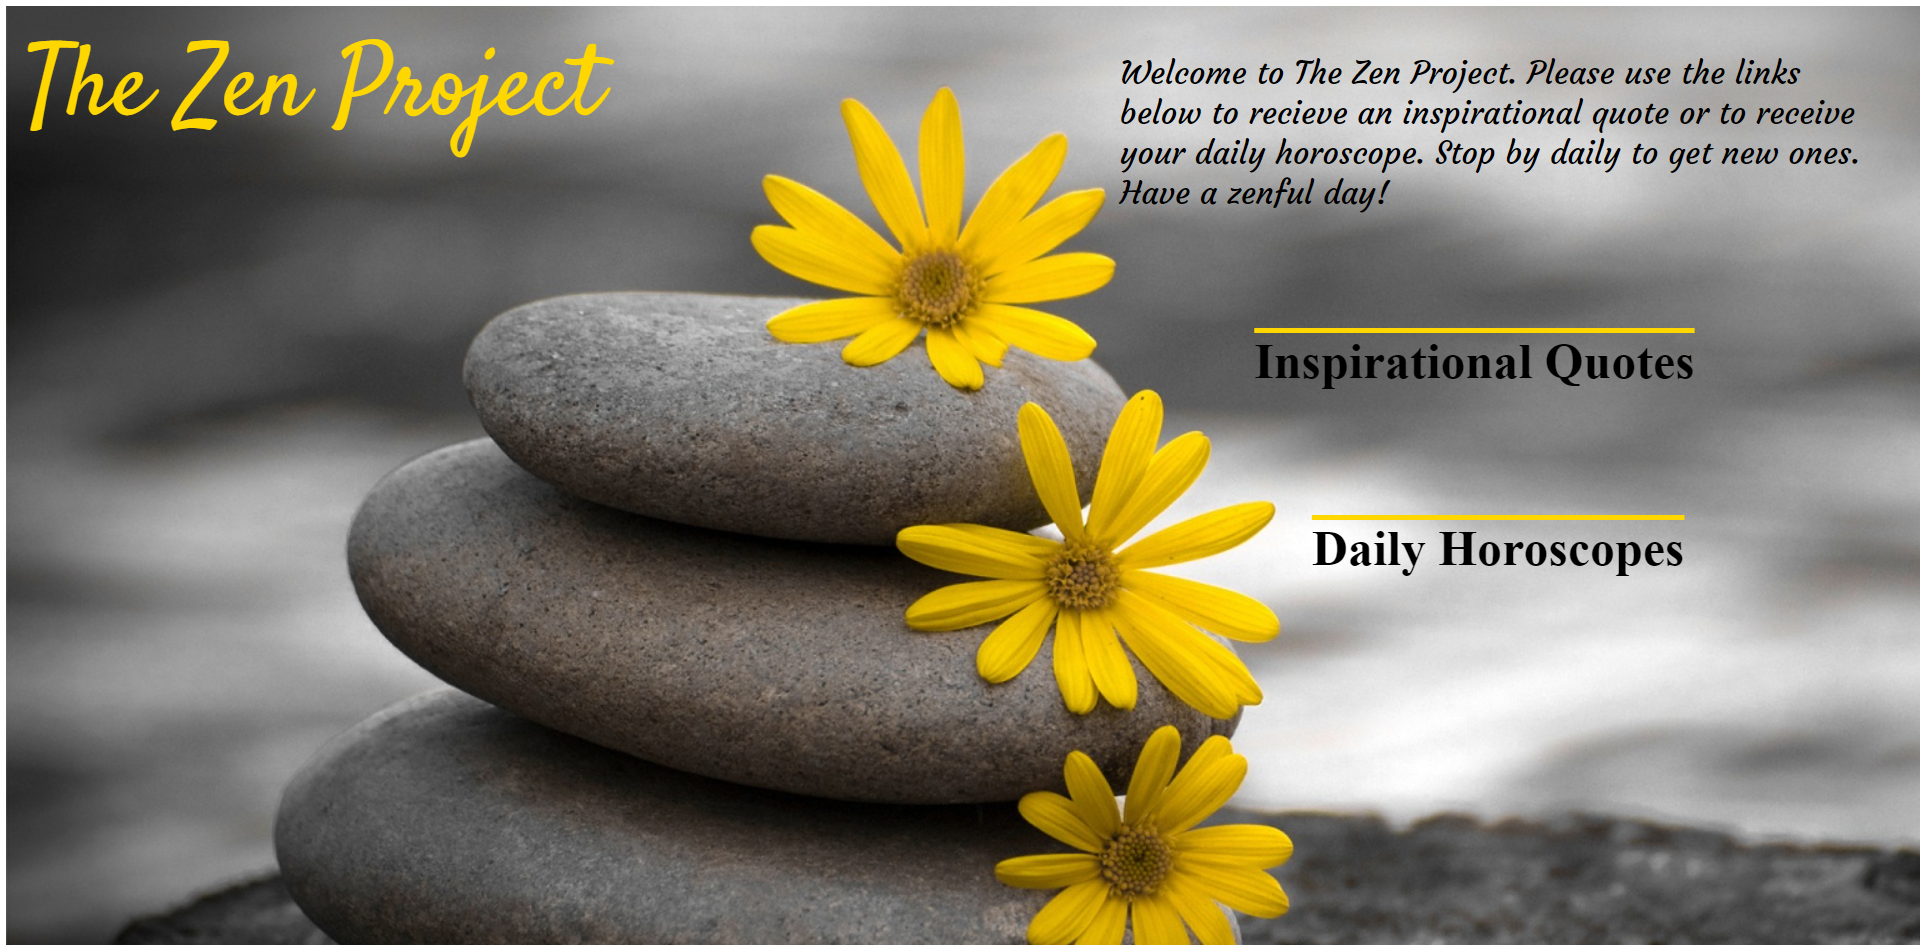 The Zen Project
Welcome to The Zen Project. Please use the links
below to recieve an inspirational quote or to receive
your daily horoscope. Stop by daily to get new ones.
Have a zenful day!
Inspirational Quotes
Daily Horoscopes